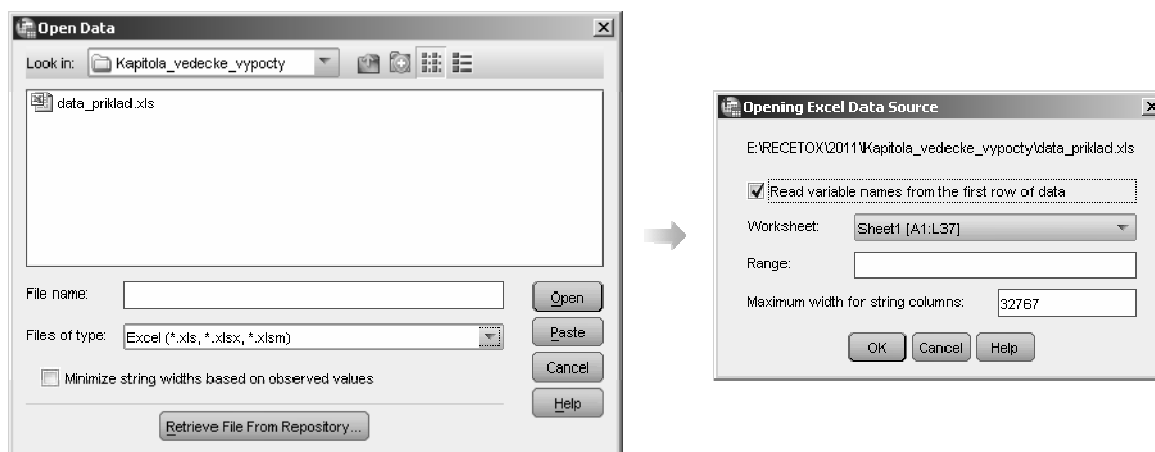 Open Data
Look in: Kapitola_vedecke_vypocty
data_priklad.xls
File name:
Open
Files of type: Excel (*.xls, *.xlsx, *.xlsm)
Paste
Minimize string widths based on observed values
Cancel
Help
Retrieve File From Repository...
Opening Excel Data Source
E:\RECETOX\2011\Kapitola_vedecke_vypocty\data_priklad.xls
Read variable names from the first row of data
Worksheet: Sheet1 [A1:L37]
Range:
Maximum width for string columns: 32767
OK Cancel Help